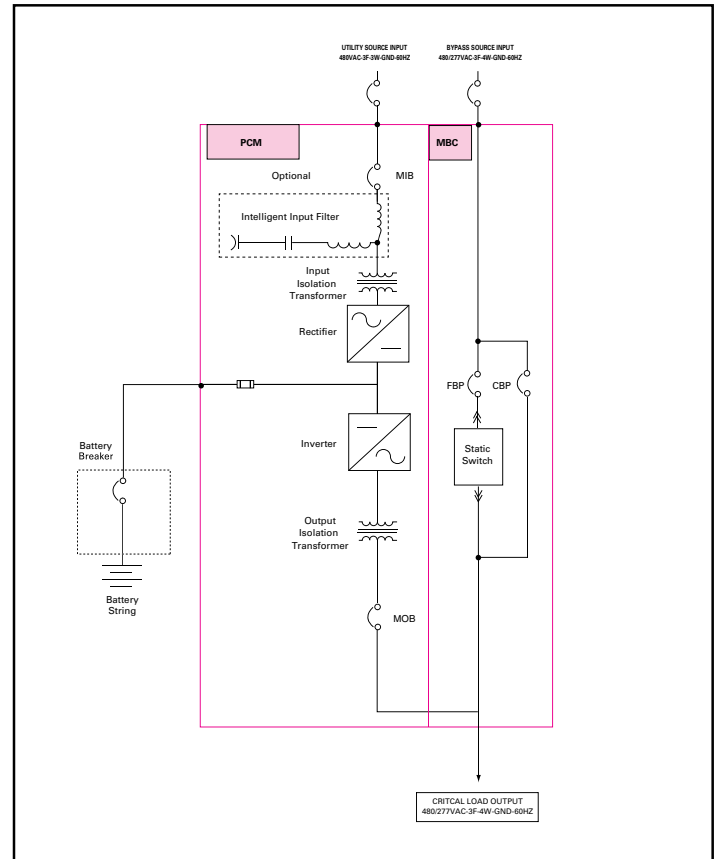 UTILITY SOURCE INPUT
480VAC-3F-3W-GND-60HZ
BYPASS SOURCE INPUT
480/277VAC-3F-4W-GND-60HZ
PCM
MBC
Optional
MIB
Intelligent Input Filter
Input
Isolation
Transformer
Rectifier
FBP
CBP
Inverter
Static
Switch
Battery
Breaker
Output
Isolation
Transformer
Battery
String
MOB
CRITCAL LOAD OUTPUT
480/277VAC-3F-4W-GND-60HZ